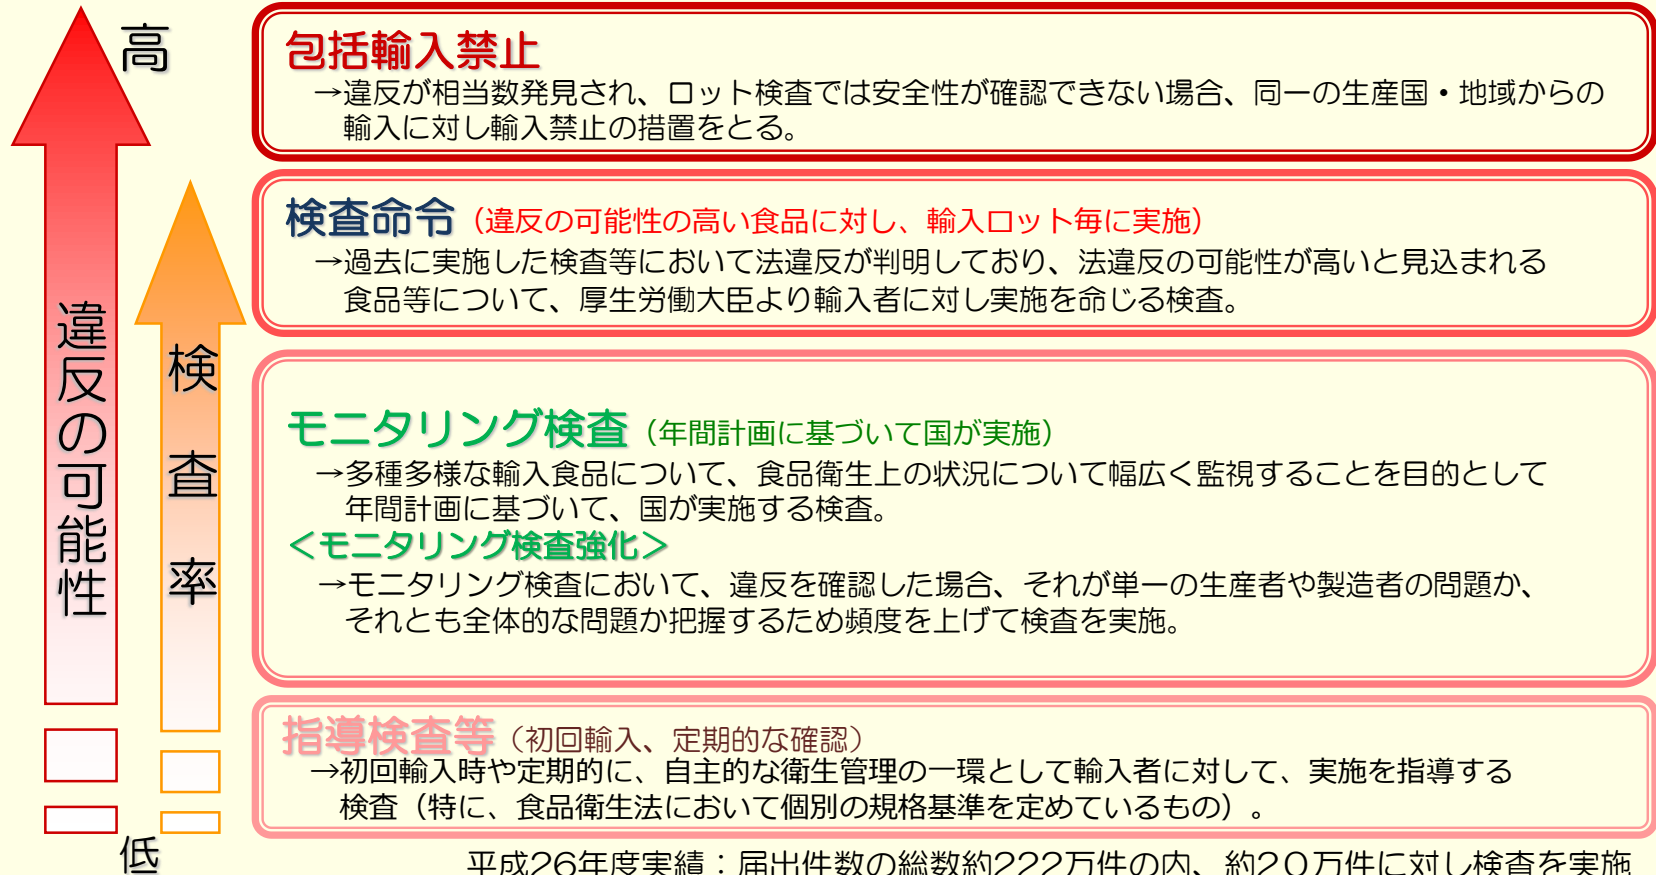 高
包括輸入禁止
→違反が相当数発見され、ロット検査では安全性が確認できない場合、同一の生産国・地域からの
輸入に対し輸入禁止の措置をとる。
検査命令（違反の可能性の高い食品に対し、輸入ロット毎に実施）
→過去に実施した検査等において法違反が判明しており、法違反の可能性が高いと見込まれる
食品等について、厚生労働大臣より輸入者に対し実施を命じる検査。
違反の可能性
検査率
モニタリング検査（年間計画に基づいて国が実施）
→多種多様な輸入食品について、食品衛生上の状況について幅広く監視することを目的として
年間計画に基づいて、国が実施する検査。
＜モニタリング検査強化＞
→モニタリング検査において、違反を確認した場合、それが単一の生産者や製造者の問題か、
それとも全体的な問題か把握するため頻度を上げて検査を実施。
指導検査等（初回輸入、定期的な確認）
→初回輸入時や定期的に、自主的な衛生管理の一環として輸入者に対して、実施を指導する
検査（特に、食品衛生法において個別の規格基準を定めているもの）。
低
平成26年度実績：届出件数の総数約222万件の内、約20万件に対し検査を実施